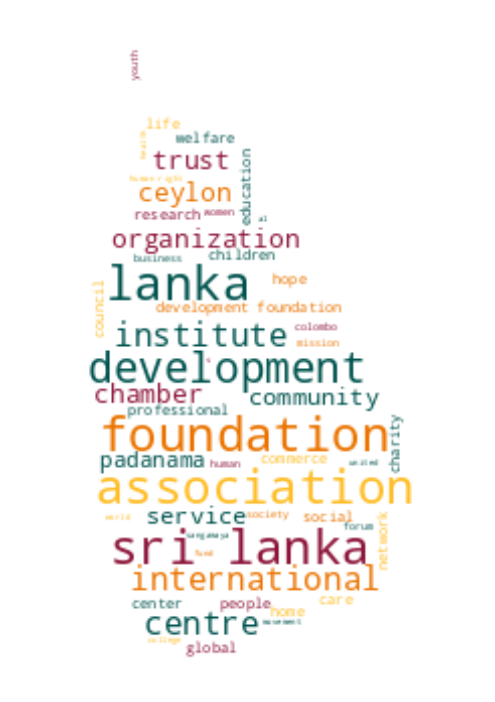 youth
life
welfare
health
trust
human right
ceylon
education
research women al
organization
business children
lanka hope
council
development foundation
institute colombo
mission
development
chamber community
professional
foundation
charity
padanama human commerce united
association
world service society social
forum
network
sangamaya
sri lanka
fund
international
center people care
home
centre movement
college
global